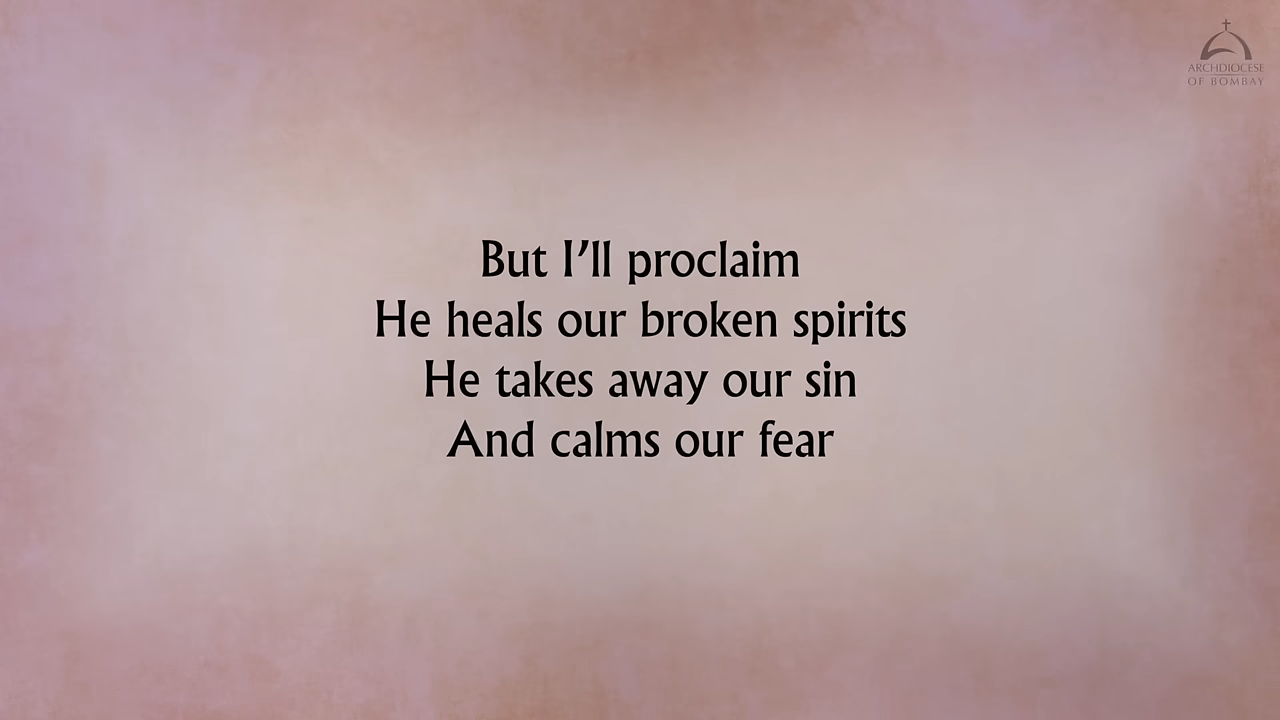 ARCHDIOCESE
OF BOMBAY
But I'll proclaim
He heals our broken spirits
He takes away our sin
And calms our fear